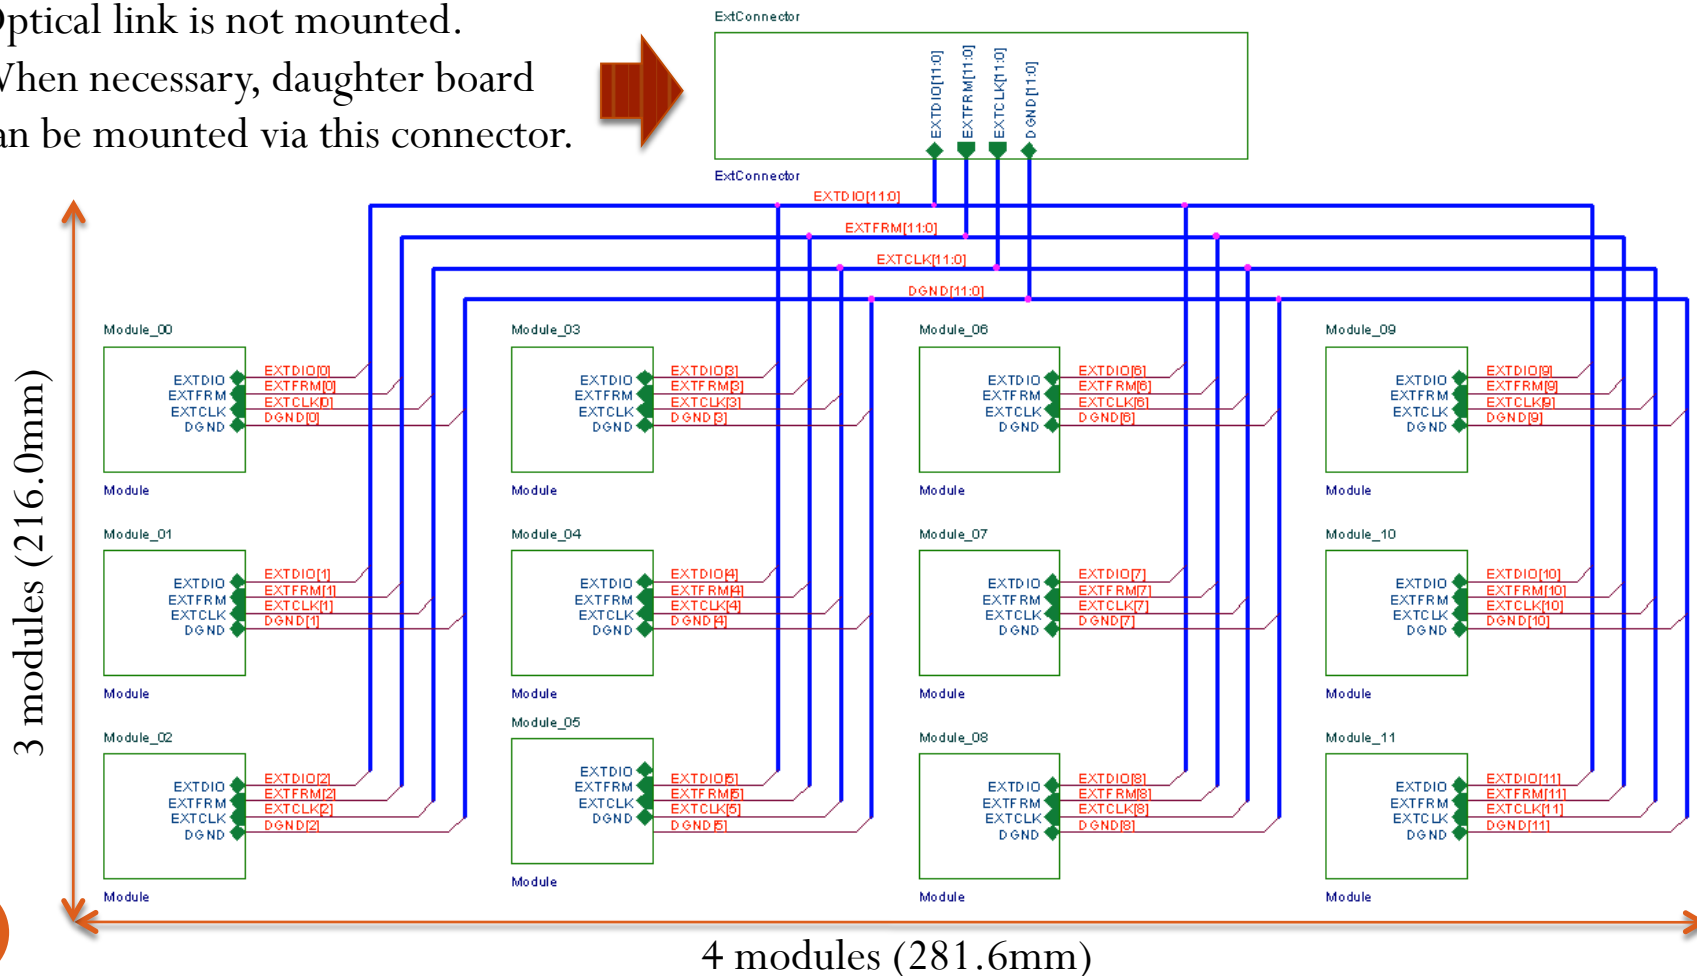 ptical link is not mounted.
When necessary, daughter board
an be mounted via this connector.
ExtConnector
EXTDIO[11:0]
EXTFRM[11:0]
EXTCLK[11:0]
DGND[11:0]
ExtConnector
EXTDIO[11:0]
EXTFRM[11:0]
EXTCLK[11:0]
DGND[11:0]
Module_00
EXTDIO EXTDIO[0]
EXTFRM EXTFRM[0]
EXTCLK EXTCLK[0]
DGND DGND[0]
Module
Module_03
EXTDIO EXTDIO[3]
EXTFRM EXTFRM[3]
EXTCLK EXTCLK[3]
DGND DGND[3]
Module
Module_06
EXTDIO EXTDIO[6]
EXTFRM EXTFRM[6]
EXTCLK EXTCLK[6]
DGND DGND[6]
Module
Module_09
EXTDIO EXTDIO[9]
EXTFRM EXTFRM[9]
EXTCLK EXTCLK[9]
DGND DGND[9]
Module
Module_01
EXTDIO EXTDIO[1]
EXTFRM EXTFRM[1]
EXTCLK EXTCLK[1]
DGND DGND[1]
Module
Module_04
EXTDIO EXTDIO[4]
EXTFRM EXTFRM[4]
EXTCLK EXTCLK[4]
DGND DGND[4]
Module
Module_07
EXTDIO EXTDIO[7]
EXTFRM EXTFRM[7]
EXTCLK EXTCLK[7]
DGND DGND[7]
Module
Module_10
EXTDIO EXTDIO[10]
EXTFRM EXTFRM[10]
EXTCLK EXTCLK[10]
DGND DGND[10]
Module
Module_02
EXTDIO EXTDIO[2]
EXTFRM EXTFRM[2]
EXTCLK EXTCLK[2]
DGND DGND[2]
Module
Module_05
EXTDIO EXTDIO[5]
EXTFRM EXTFRM[5]
EXTCLK EXTCLK[5]
DGND DGND[5]
Module
Module_08
EXTDIO EXTDIO[8]
EXTFRM EXTFRM[8]
EXTCLK EXTCLK[8]
DGND DGND[8]
Module
Module_11
EXTDIO EXTDIO[11]
EXTFRM EXTFRM[11]
EXTCLK EXTCLK[11]
DGND DGND[11]
Module
3 modules (216.0mm)
4 modules (281.6mm)